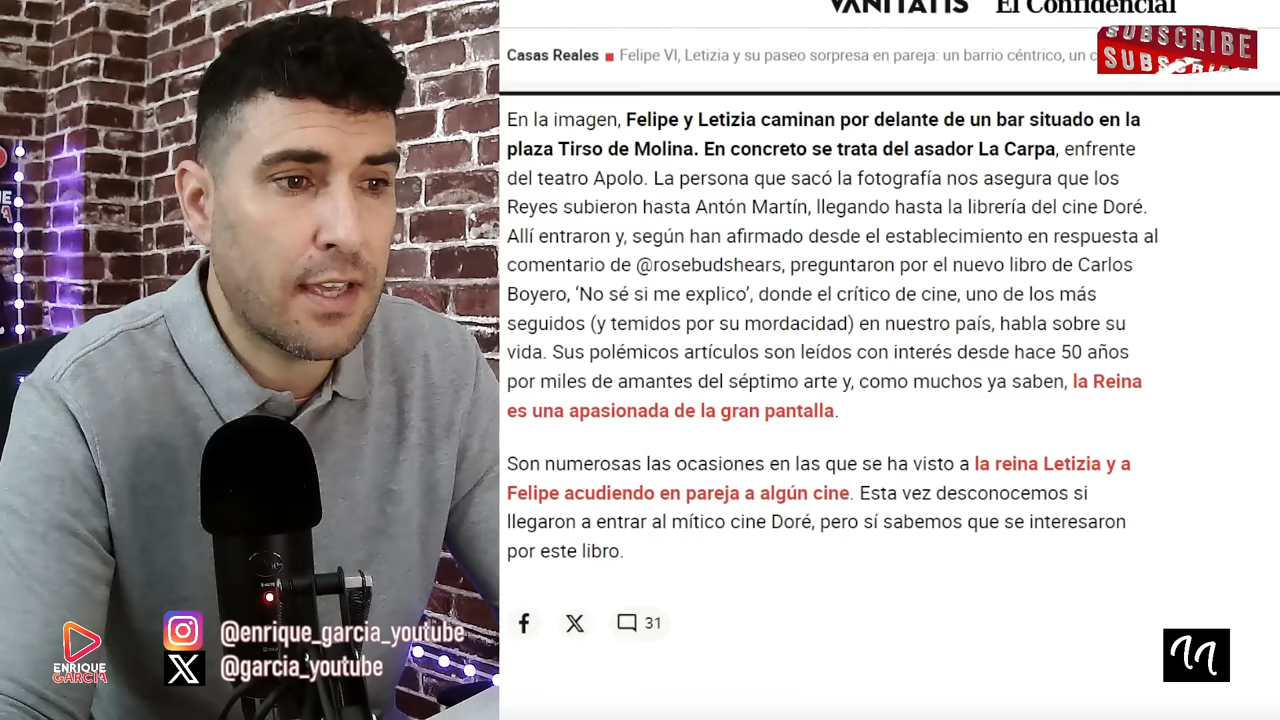 VANITATIS El Confidencial
SUBSCRIBE
SUBSCRIBE
Casas Reales ■ Felipe VI, Letizia y su paseo sorpresa en pareja: un barrio céntrico, un
En la imagen, Felipe y Letizia caminan por delante de un bar situado en la
plaza Tirso de Molina. En concreto se trata del asador La Carpa, enfrente
del teatro Apolo. La persona que sacó la fotografía nos asegura que los
Reyes subieron hasta Antón Martín, llegando hasta la librería del cine Doré.
Allí entraron y, según han afirmado desde el establecimiento en respuesta al
comentario de @rosebudshears, preguntaron por el nuevo libro de Carlos
Boyero, ‘No sé si me explico’, donde el crítico de cine, uno de los más
seguidos (y temidos por su mordacidad) en nuestro país, habla sobre su
vida. Sus polémicos artículos son leídos con interés desde hace 50 años
por miles de amantes del séptimo arte y, como muchos ya saben, la Reina
es una apasionada de la gran pantalla.
Son numerosas las ocasiones en las que se ha visto a la reina Letizia y a
Felipe acudiendo en pareja a algún cine. Esta vez desconocemos si
llegaron a entrar al mítico cine Doré, pero sí sabemos que se interesaron
por este libro.
31
@enrique_garcia_youtube
@garcia_youtube
ENRIQUE
GARCIA